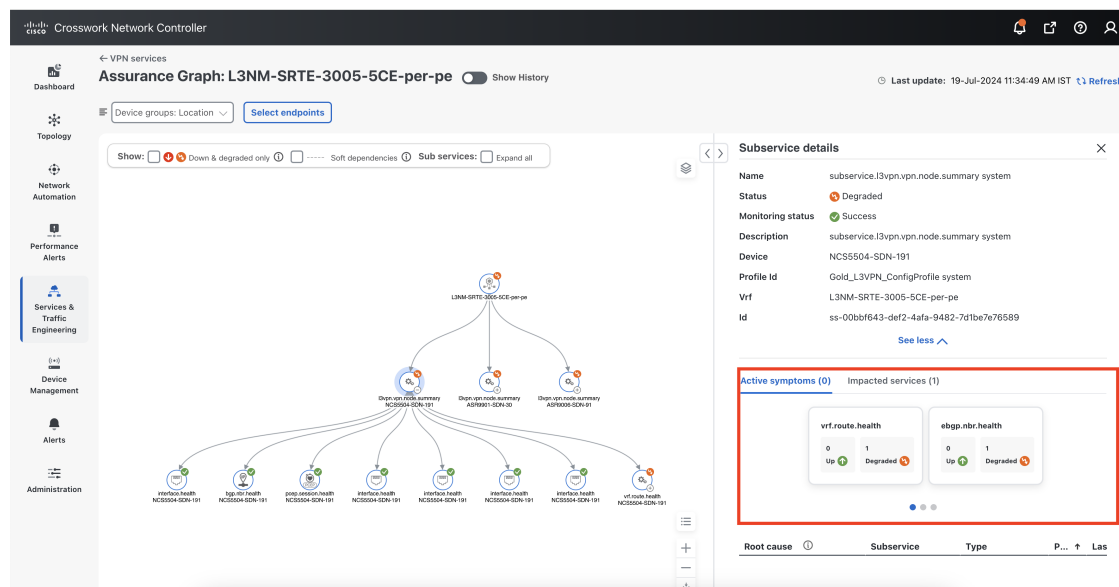 CISCO Crosswork Network Controller
← VPN services
Assurance Graph: L3NM-SRTE-3005-5CE-per-pe
Show History
Last update: 19-Jul-2024 11:34:49 AM IST
Refresh
Dashboard
Topology
Network
Automation
Performance
Alerts
Services &
Traffic
Engineering
Device
Management
Alerts
Administration
Device groups: Location
Select endpoints
Show:
Down & degraded only
Soft dependencies
Sub services:
Expand all
L3NM-SRTE-3005-5CE-per-pe
l3vpn.vpn.node.summary
NCS5504-SDN-191
l3vpn.vpn.node.summary
ASR9901-SDN-30
l3vpn.vpn.node.summary
ASR9006-SDN-91
interface.health
NCS5504-SDN-191
bgp.nbr.health
NCS5504-SDN-191
pcep.session.health
NCS5504-SDN-191
interface.health
NCS5504-SDN-191
interface.health
NCS5504-SDN-191
interface.health
NCS5504-SDN-191
interface.health
NCS5504-SDN-191
vrf.route.health
NCS5504-SDN-191
Subservice details
Name subservice.l3vpn.vpn.node.summary system
Status Degraded
Monitoring status Success
Description subservice.l3vpn.vpn.node.summary system
Device NCS5504-SDN-191
Profile Id Gold_L3VPN_ConfigProfile system
Vrf L3NM-SRTE-3005-5CE-per-pe
Id ss-00bbf643-def2-4afa-9482-7d1be7e76589
See less
Active symptoms (0) Impacted services (1)
vrf.route.health
0
Up
1
Degraded
ebgp.nbr.health
0
Up
1
Degraded
Root cause Subservice Type P... ↑ Las